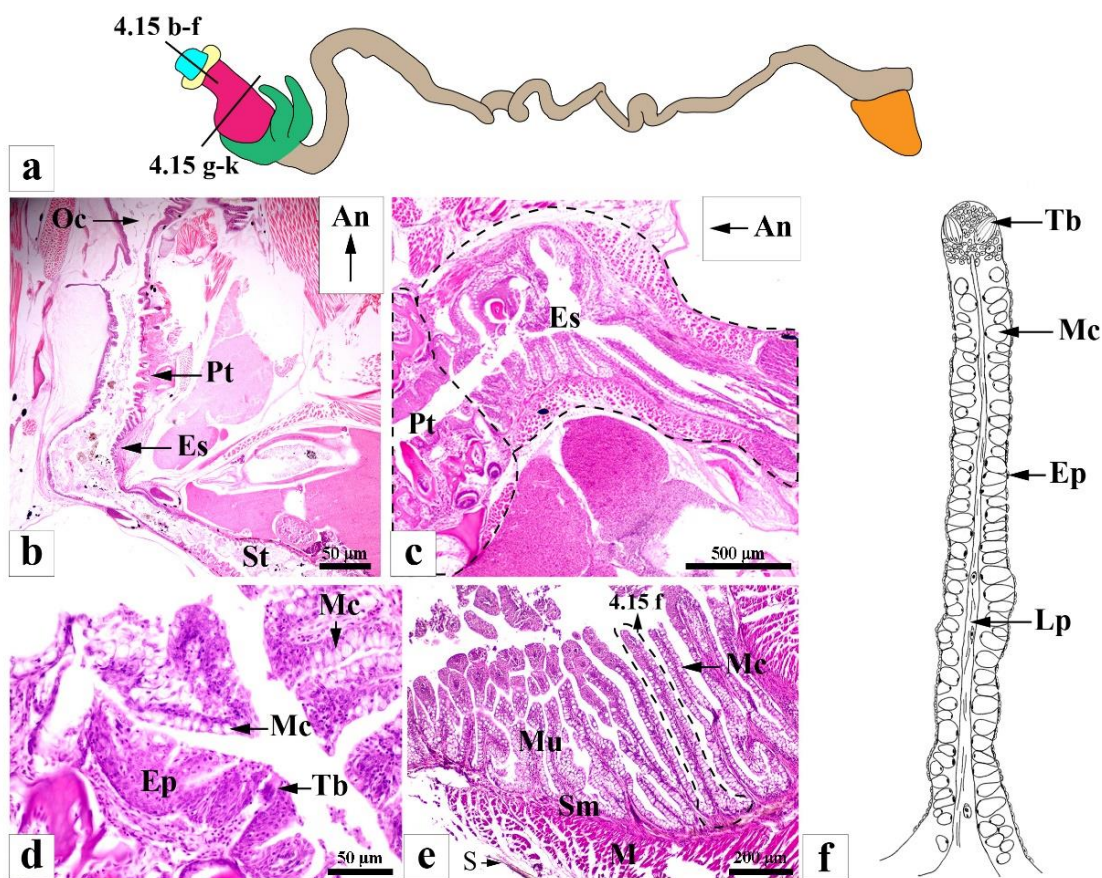 4.15 b-f
4.15 g-k
a
Oc
An
Pt
Es
St
50 µm
b
An
Es
Pt
500 µm
c
Mc
Mc
Ep
Tb
50 µm
d
4.15 f
Mc
Mu
Sm
M
S
200 µm
e
Tb
Mc
Ep
Lp
f